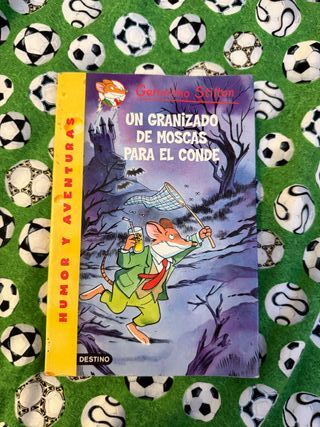 Geronimo Stilton
UN GRANIZADO
DE MOSCAS
PARA EL CONDE
HUMOR Y AVENTURAS
DESTINO